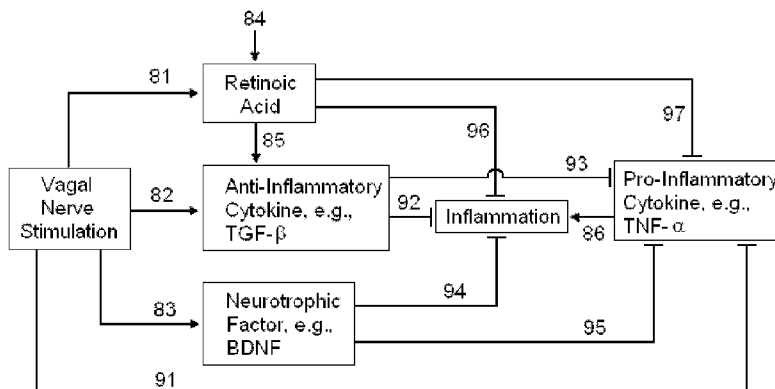 84
81
Retinoic
Acid
97
96
85
93
Vagal
Nerve
Stimulation
82
Anti-Inflammatory
Cytokine, e.g.,
TGF-β
92
Inflammation
86
Pro-Inflammatory
Cytokine, e.g.,
TNF- α
83
Neurotrophic
Factor, e.g.,
BDNF
94
95
91